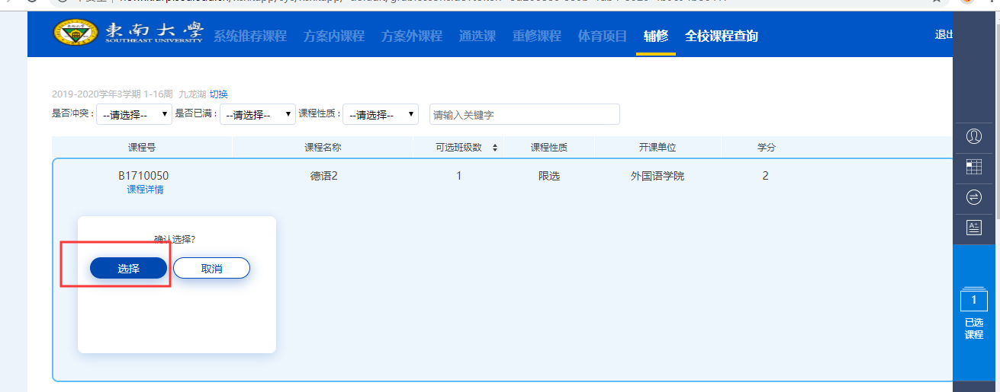 東南大學 系统推荐课程 方案内课程 方案外课程 通选课 重修课程 体育项目 辅修 全校课程查询 退出
SOUTHEAST UNIVERSITY
2019-2020学年3学期 1-16周 九龙湖 切换
是否冲突 : --请选择-- 是否已满 : --请选择-- 课程性质 : --请选择-- 请输入关键字
课程号 课程名称 可选班级数 课程性质 开课单位 学分
B1710050 德语2 1 限选 外国语学院 2
课程详情
确认选择?
选择 取消
1
已选
课程